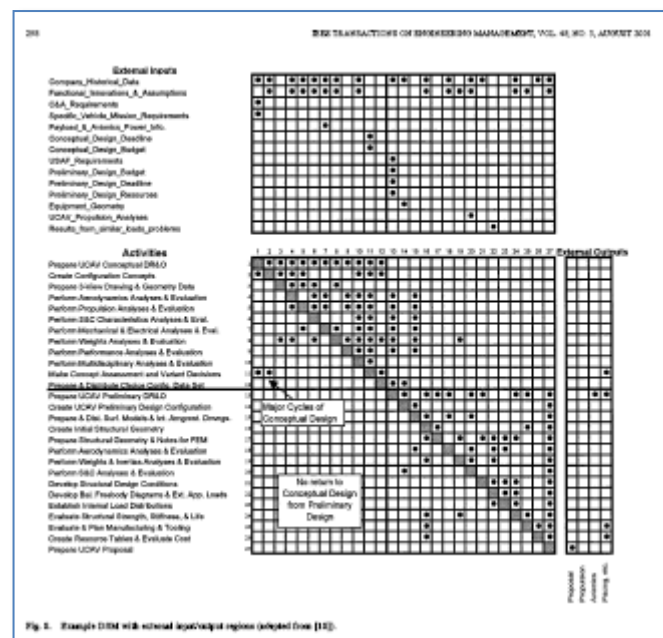 298
IEEE TRANSACTIONS ON ENGINEERING MANAGEMENT, VOL. 48, NO. 3, AUGUST 2001
External Inputs
Company_Historical_Data
Functional_Innovations_& Assumptions
G&A_Requirements
Specific_Vehicle_Mission_Requirements
Payload_&_Avionics_Power_Info.
Conceptual_Design_Deadline
Conceptual_Design_Budget
USAF_Requirements
Preliminary_Design_Budget
Preliminary_Design_Deadline
Preliminary_Design_Resources
Equipment_Geometry
UCAV_Propulsion_Analyses
Results_from_similar_loads_problems
Activities
1 2 3 4 5 6 7 8 9 10 11 12 13 14 15 16 17 18 19 20 21 22 23 24 25 26 27
External Outputs
Prepare UCAV Conceptual DR&O
Create Configuration Concepts
Prepare 3-View Drawing & Geometry Data
Perform Aerodynamics Analyses & Evaluation
Perform Propulsion Analyses & Evaluation
Perform S&C Characteristics Analyses & Eval.
Perform Mechanical & Electrical Analyses & Eval.
Perform Weights Analyses & Evaluation
Perform Performance Analyses & Evaluation
Perform Multidisciplinary Analyses & Evaluation
Make Concept Assessment and Variant Decisions
Prepare & Distribute Choice Config. Data Set
Prepare UCAV Preliminary DR&O
Create UCAV Preliminary Design Configuration
Prepare & Dist. Surf. Models & Int. Arngmt. Drwngs.
Create Initial Structural Geometry
Prepare Structural Geometry & Notes for FEM
Perform Aerodynamics Analyses & Evaluation
Perform Weights & Inertias Analyses & Evaluation
Perform S&C Analyses & Evaluation
Develop Structural Design Conditions
Develop Bal. Freebody Diagrams & Ext. App. Loads
Establish Internal Load Distributions
Evaluate Structural Strength, Stiffness, & Life
Evaluate & Plan Manufacturing & Tooling
Create Resource Tables & Evaluate Cost
Prepare UCAV Proposal
Major Cycles of
Conceptual Design
No return to
Conceptual Design
from Preliminary
Design
Proposal
Propulsion
Avionics
Fig. 8. Example DSM with external input/output regions (adapted from [12]).